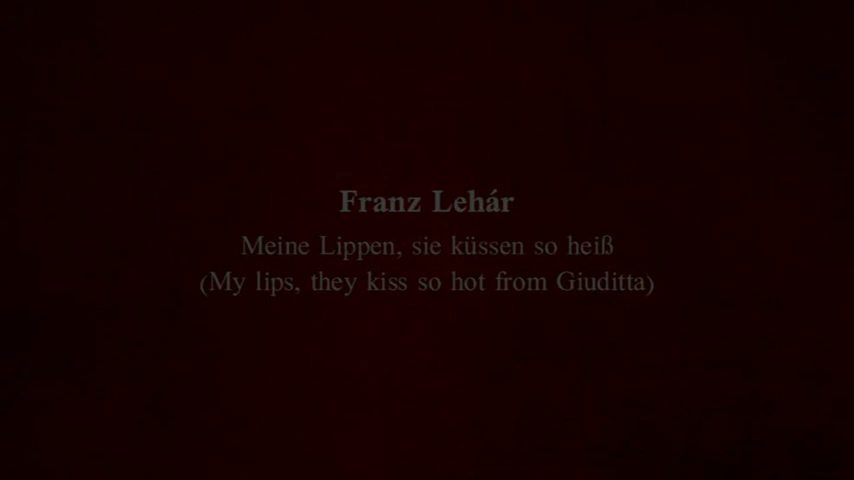 Franz Lehár
Meine Lippen, sie küssen so heiß
(My lips, they kiss so hot from Giuditta)